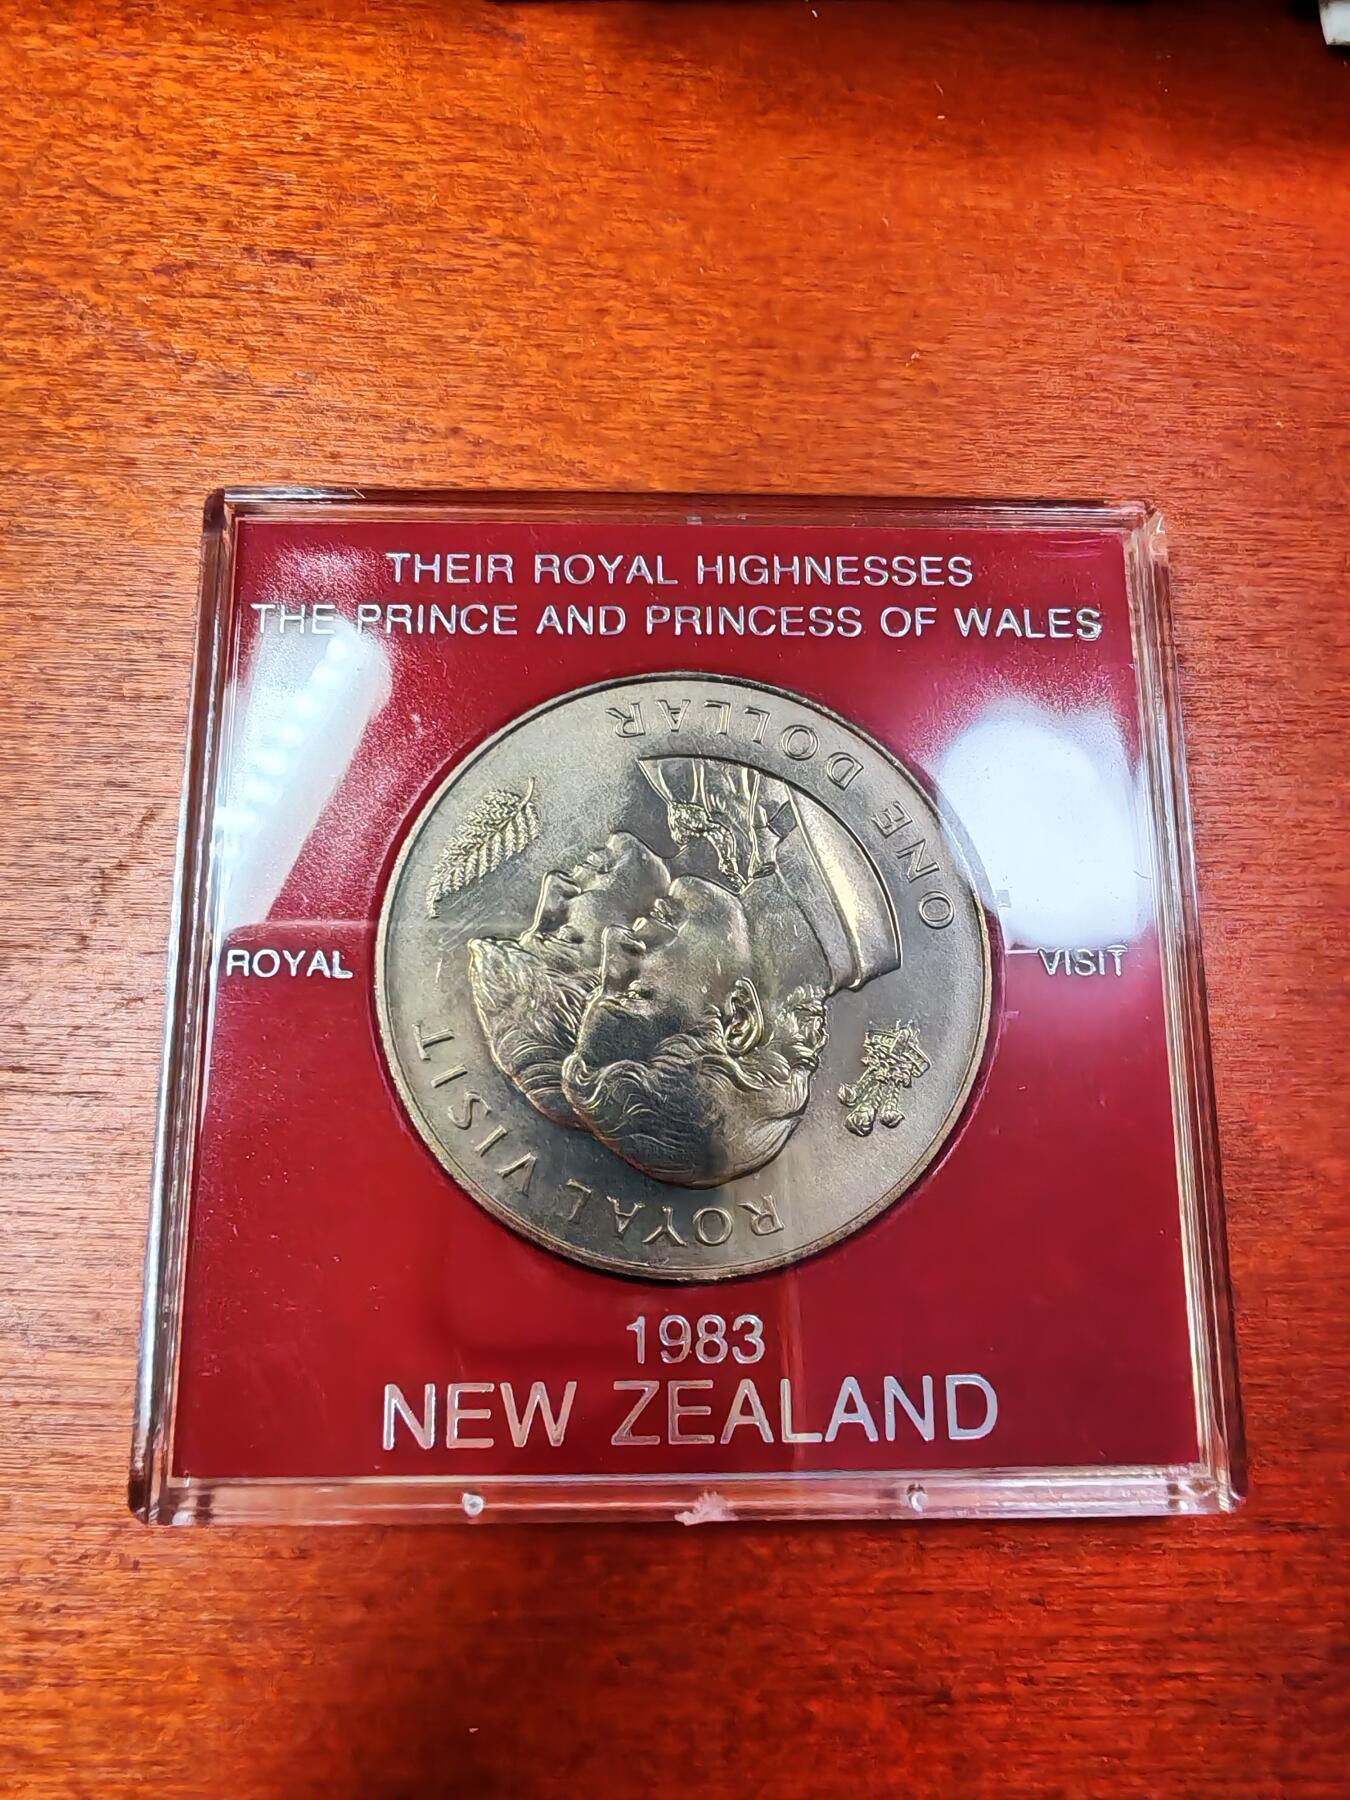 THEIR ROYAL HIGHNESSES
THE PRINCE AND PRINCESS OF WALES
ONE DOLLAR
ROYAL
VISIT
ROYAL VISIT
1983
NEW ZEALAND